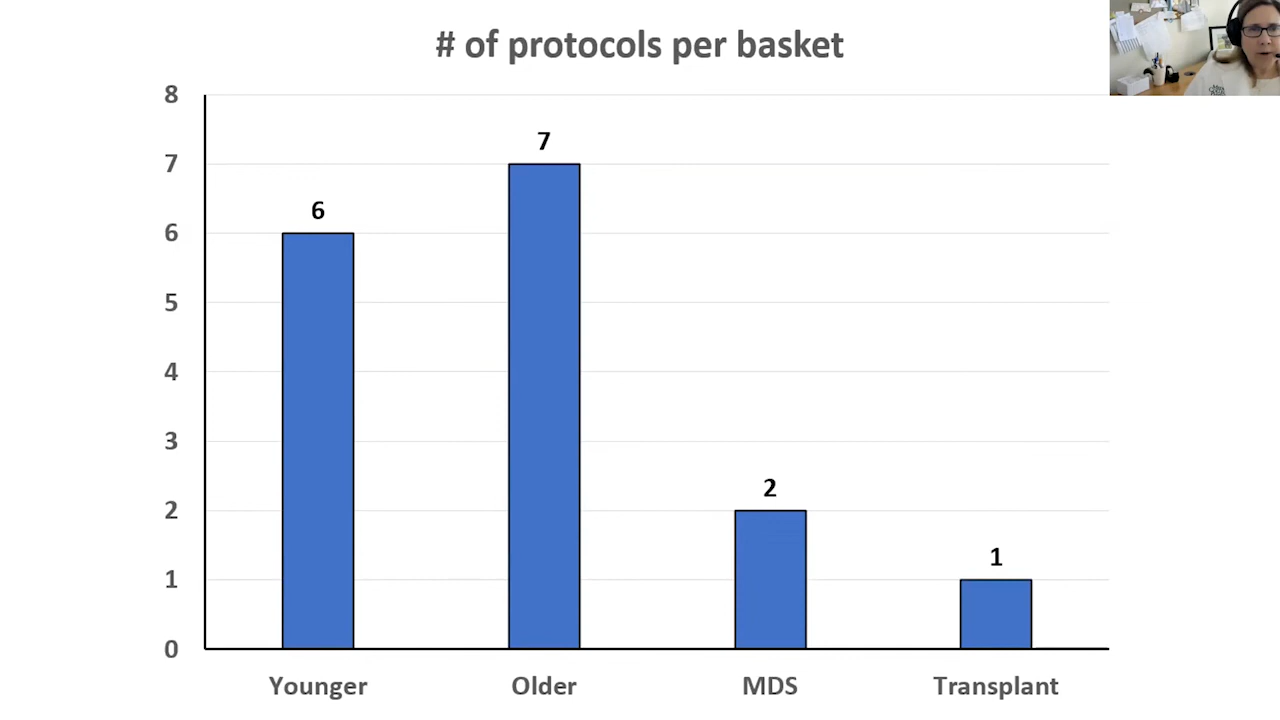 # of protocols per basket
8
7
6
5
4
3
2
1
0
6
7
2
1
Younger
Older
MDS
Transplant